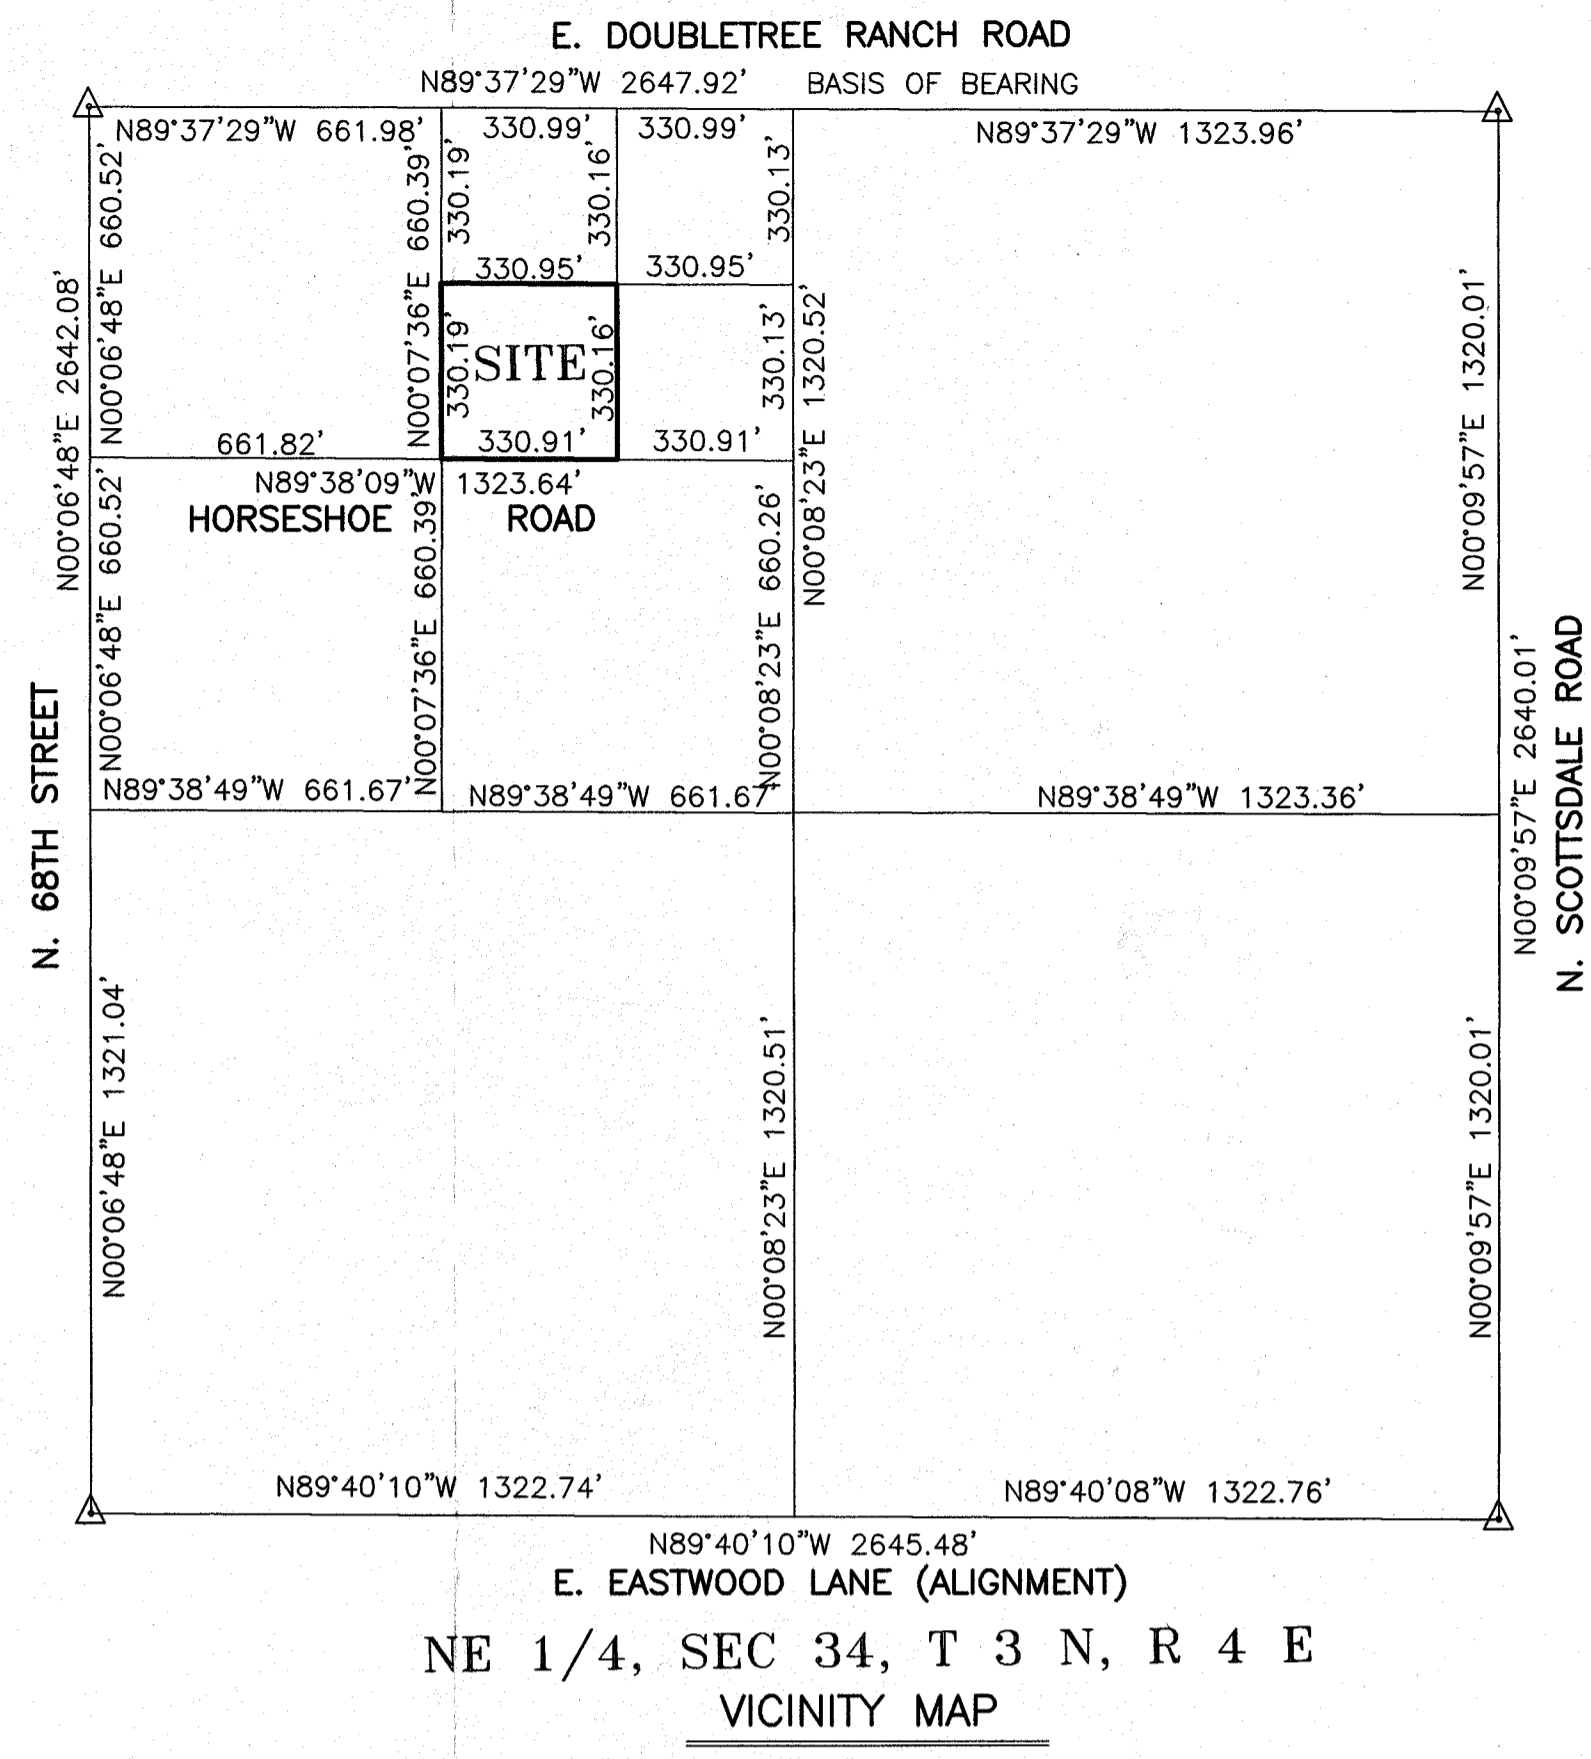 E. DOUBLETREE RANCH ROAD
N89°37'29"W 2647.92' BASIS OF BEARING
N89°37'29"W 661.98'
330.99'
330.99'
N89°37'29"W 1323.96'
N00°06'48"E 2642.08'
N00°06'48"E 660.52'
N00°07'36"E 660.39'
330.19'
330.16'
330.13'
330.95'
330.95'
330.19'
SITE
330.16'
330.13'
N00°08'23"E 1320.52'
N00°09'57"E 1320.01'
661.82'
330.91'
330.91'
N89°38'09"W 1323.64'
HORSESHOE ROAD
N00°06'48"E 660.52'
N00°07'36"E 660.39'
N00°08'23"E 660.26'
N89°38'49"W 661.67'
N89°38'49"W 661.67'
N89°38'49"W 1323.36'
N. 68TH STREET
N00°09'57"E 2640.01'
N. SCOTTSDALE ROAD
N00°06'48"E 1321.04'
N00°08'23"E 1320.51'
N00°09'57"E 1320.01'
N89°40'10"W 1322.74'
N89°40'08"W 1322.76'
N89°40'10"W 2645.48'
E. EASTWOOD LANE (ALIGNMENT)
NE 1/4, SEC 34, T 3 N, R 4 E
VICINITY MAP